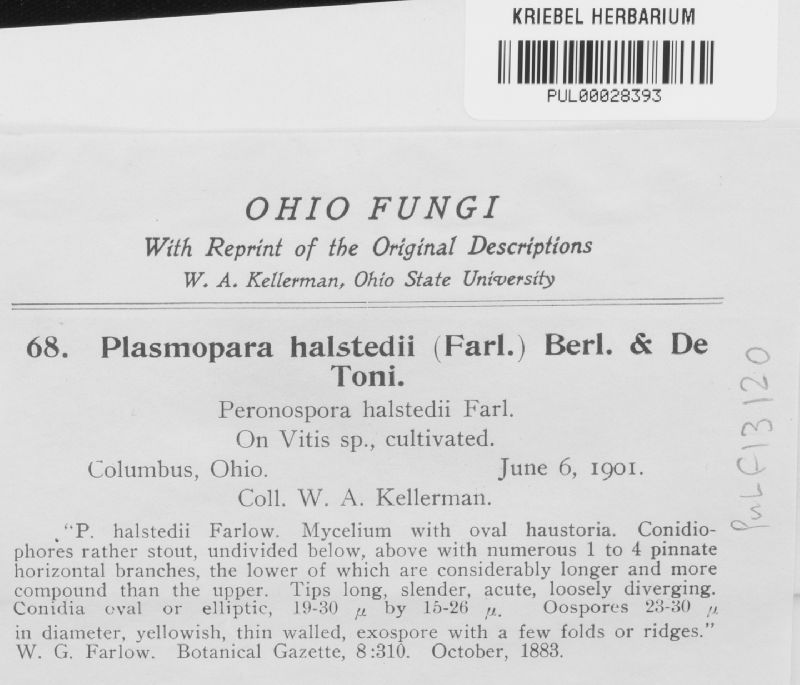 KRIEBEL HERBARIUM
PUL00028393
OHIO FUNGI
With Reprint of the Original Descriptions
W. A. Kellerman, Ohio State University
68. Plasmopara halstedii (Farl.) Berl. & De
Toni.
Peronospora halstedii Farl.
On Vitis sp., cultivated.
Columbus, Ohio. June 6, 1901.
Coll. W. A. Kellerman.
"P. halstedii Farlow. Mycelium with oval haustoria. Conidio-
phores rather stout, undivided below, above with numerous 1 to 4 pinnate
horizontal branches, the lower of which are considerably longer and more
compound than the upper. Tips long, slender, acute, loosely diverging.
Conidia oval or elliptic, 19-30 µ by 15-26 µ. Oospores 23-30 µ
in diameter, yellowish, thin walled, exospore with a few folds or ridges."
W. G. Farlow. Botanical Gazette, 8:310. October, 1883.
PUL F13120